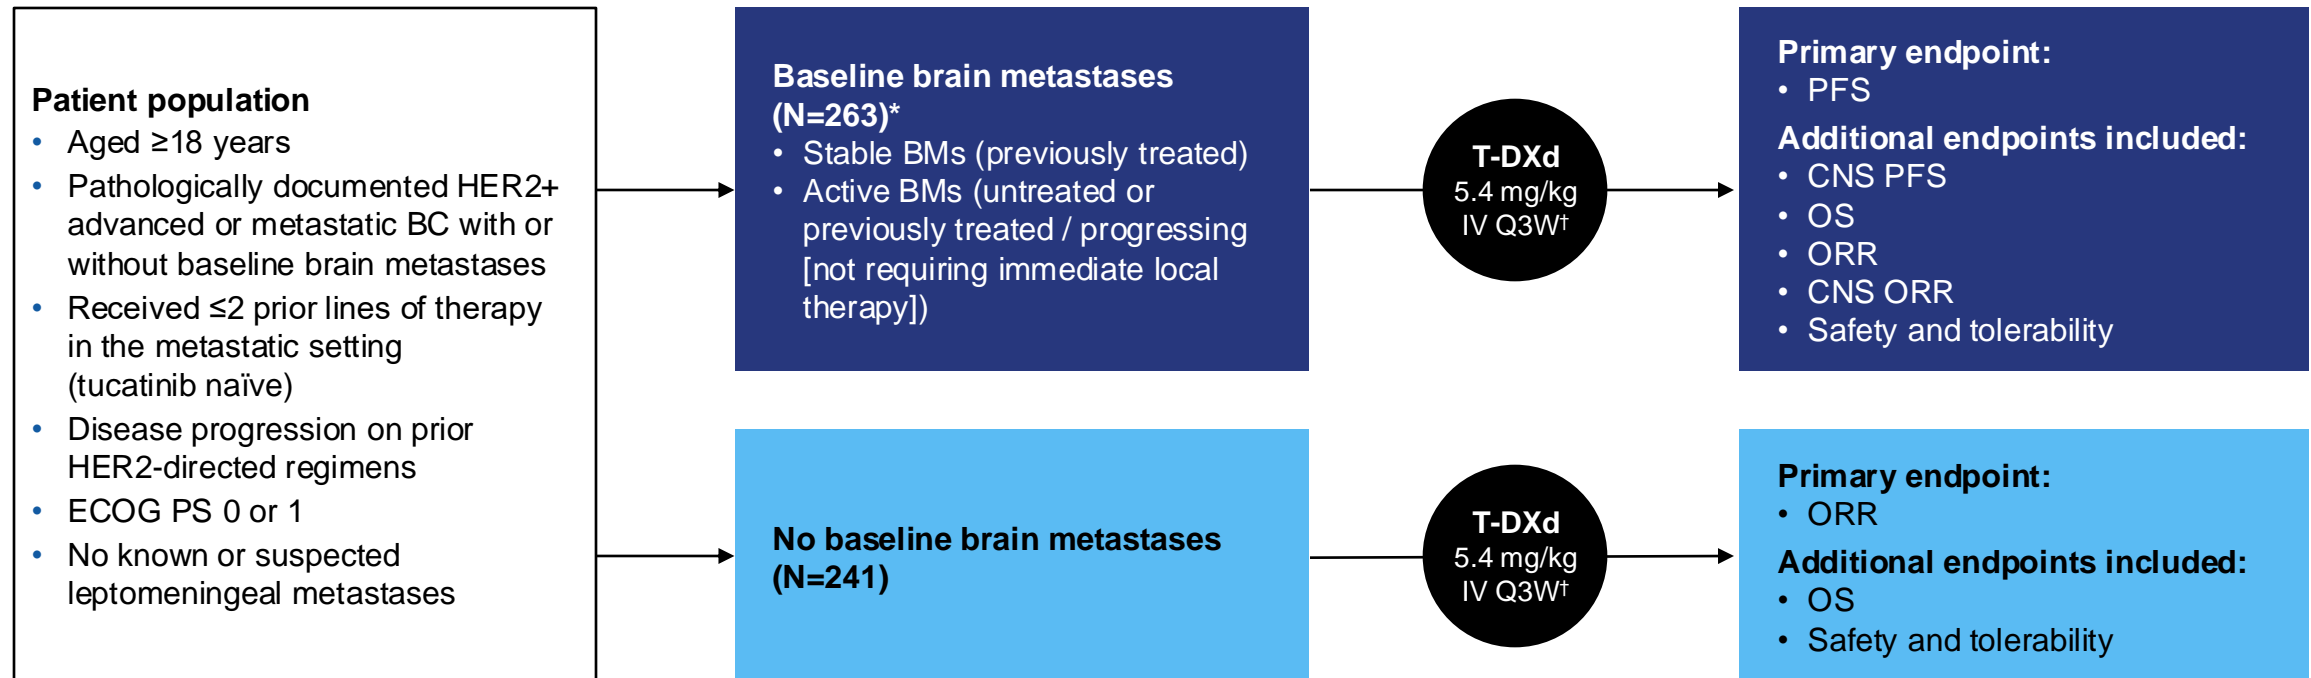 Patient population
• Aged ≥18 years
• Pathologically documented HER2+
advanced or metastatic BC with or
without baseline brain metastases
• Received ≤2 prior lines of therapy
in the metastatic setting
(tucatinib naïve)
• Disease progression on prior
HER2-directed regimens
• ECOG PS 0 or 1
• No known or suspected
leptomeningeal metastases
Baseline brain metastases
(N=263)*
• Stable BMs (previously treated)
• Active BMs (untreated or
previously treated / progressing
[not requiring immediate local
therapy])
T-DXd
5.4 mg/kg
IV Q3W†
Primary endpoint:
• PFS
Additional endpoints included:
• CNS PFS
• OS
• ORR
• CNS ORR
• Safety and tolerability
No baseline brain metastases
(N=241)
T-DXd
5.4 mg/kg
IV Q3W†
Primary endpoint:
• ORR
Additional endpoints included:
• OS
• Safety and tolerability